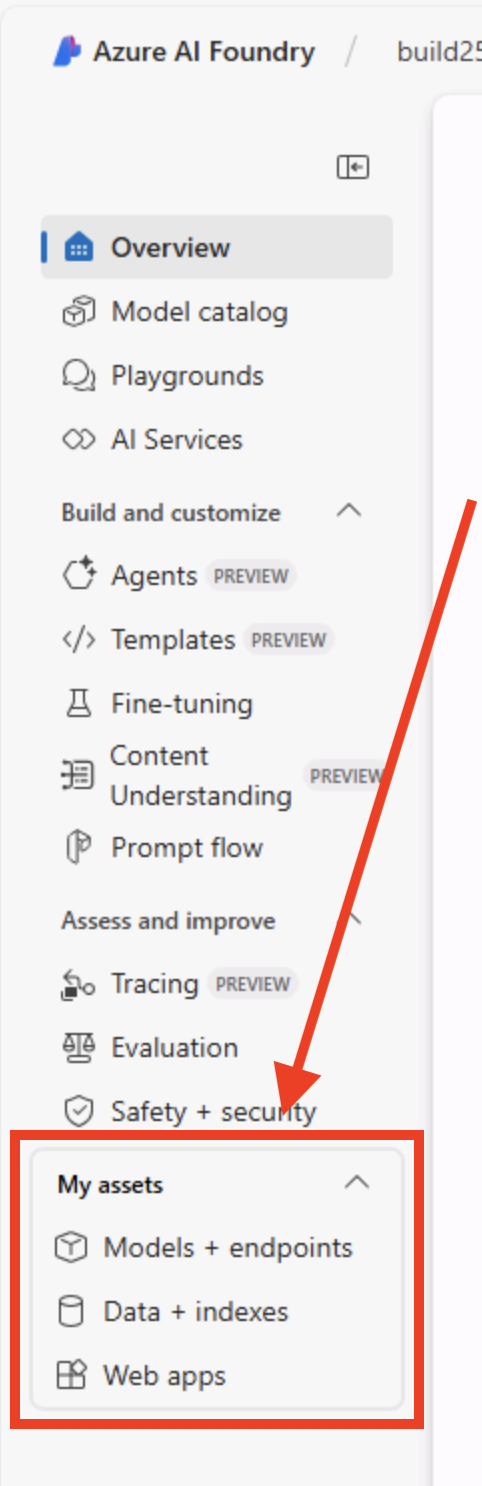 Azure AI Foundry / build25
Overview
Model catalog
Playgrounds
AI Services
Build and customize
Agents PREVIEW
Templates PREVIEW
Fine-tuning
Content
Understanding PREVIEW
Prompt flow
Assess and improve
Tracing PREVIEW
Evaluation
Safety + security
My assets
Models + endpoints
Data + indexes
Web apps